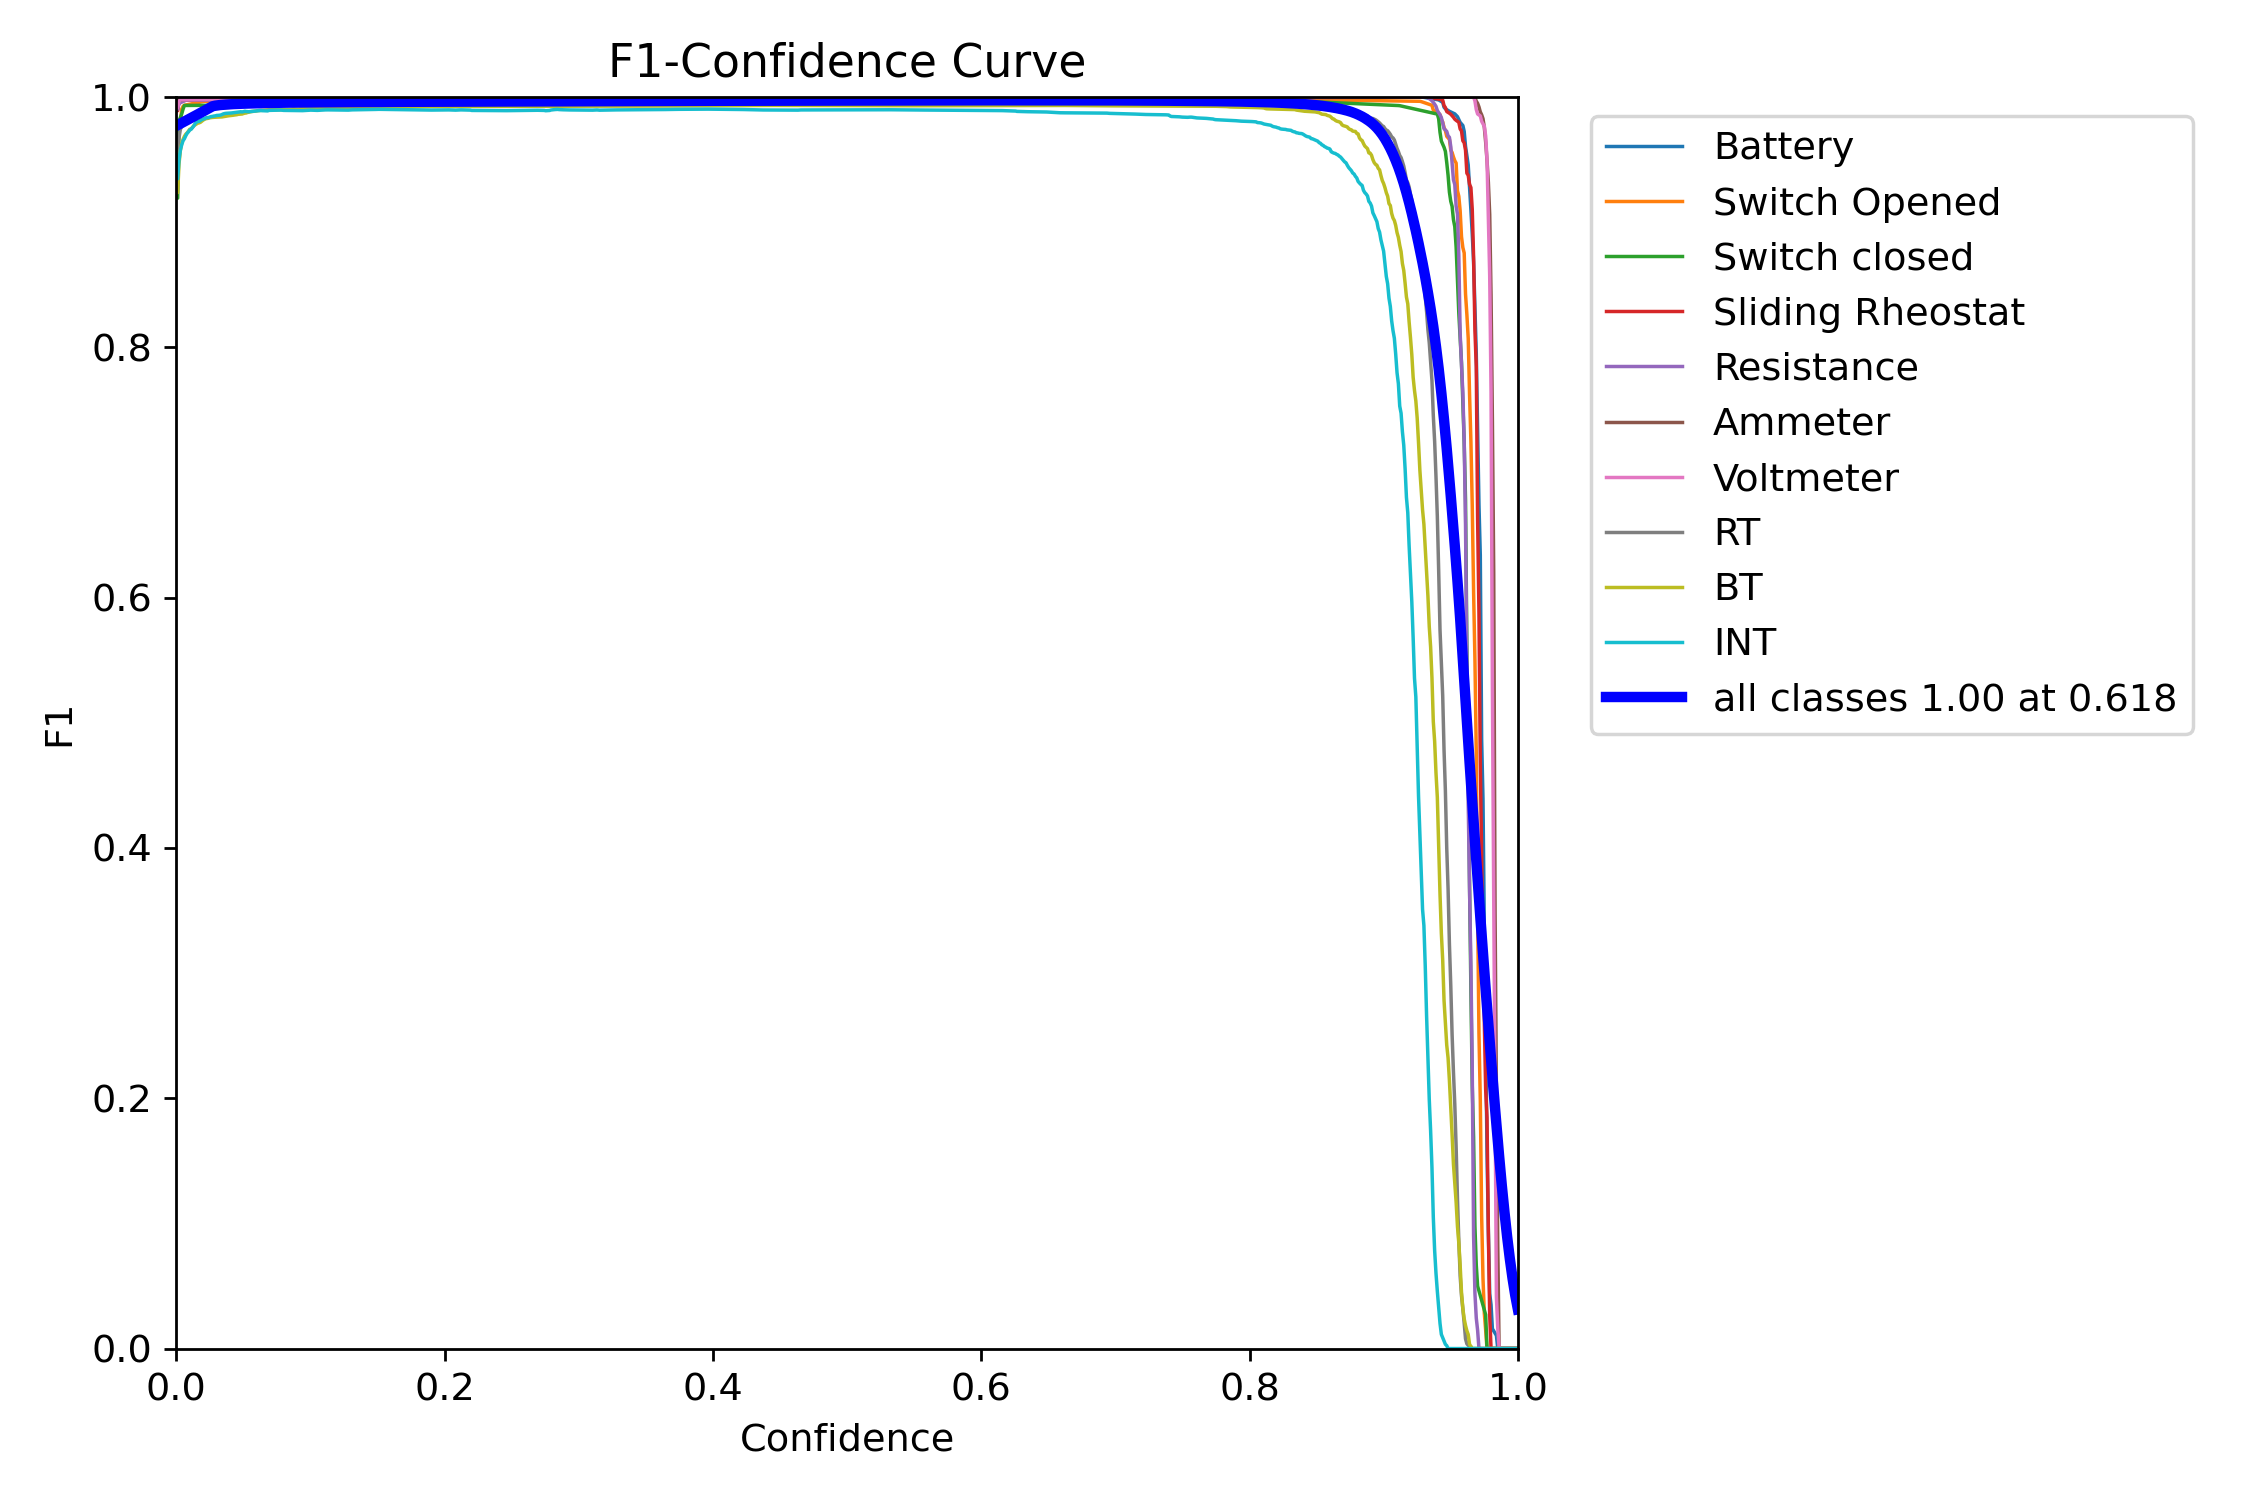 F1-Confidence Curve
1.0
0.8
0.6
0.4
0.2
0.0
F1
0.0 0.2 0.4 0.6 0.8 1.0
Confidence
Battery
Switch Opened
Switch closed
Sliding Rheostat
Resistance
Ammeter
Voltmeter
RT
BT
INT
all classes 1.00 at 0.618